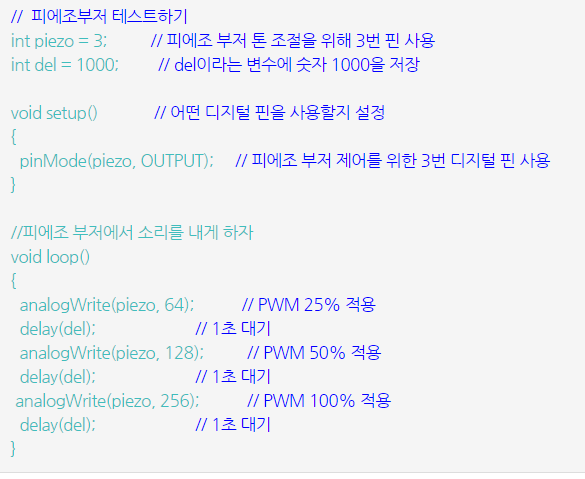 // 피에조부저 테스트하기
int piezo = 3; // 피에조 부저 톤 조절을 위해 3번 핀 사용
int del = 1000; // del이라는 변수에 숫자 1000을 저장
void setup() // 어떤 디지털 핀을 사용할지 설정
{
pinMode(piezo, OUTPUT); // 피에조 부저 제어를 위한 3번 디지털 핀 사용
}
//피에조 부저에서 소리를 내게 하자
void loop()
{
analogWrite(piezo, 64); // PWM 25% 적용
delay(del); // 1초 대기
analogWrite(piezo, 128); // PWM 50% 적용
delay(del); // 1초 대기
analogWrite(piezo, 256); // PWM 100% 적용
delay(del); // 1초 대기
}